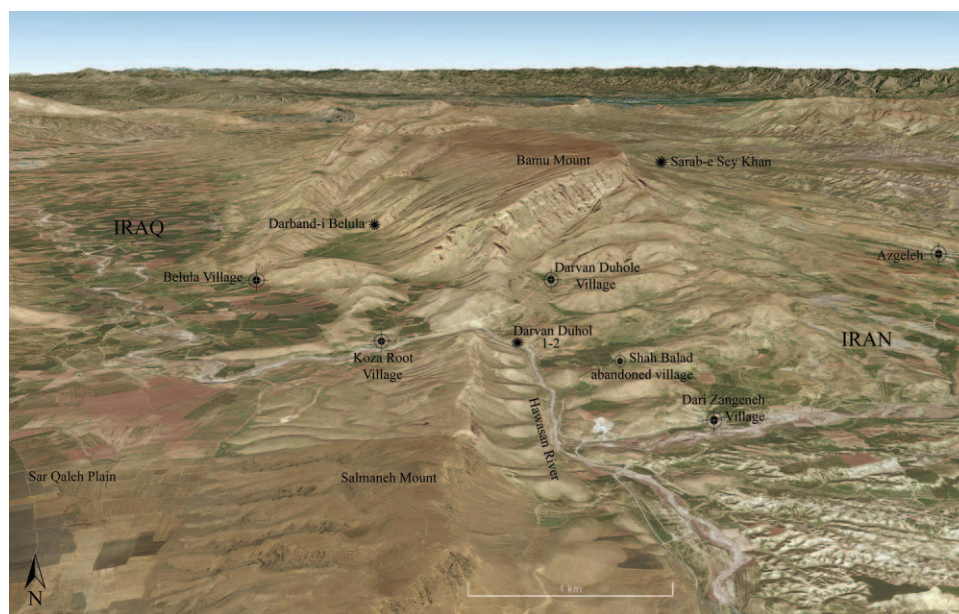 Bamu Mount
Sarab-e Sey Khan
IRAQ
Darband-i Belula
Azgeleh
Belula Village
Darvan Duhole
Village
Darvan Duhol
1-2
IRAN
Koza Root
Village
Shah Balad
abandoned village
Dari Zangeneh
Village
Hawasan River
Sar Qaleh Plain
Salmaneh Mount
1 km
N